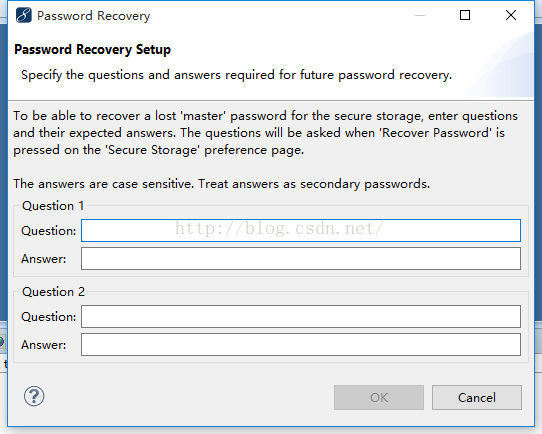 Password Recovery
Password Recovery Setup
Specify the questions and answers required for future password recovery.
To be able to recover a lost 'master' password for the secure storage, enter questions
and their expected answers. The questions will be asked when 'Recover Password' is
pressed on the 'Secure Storage' preference page.
The answers are case sensitive. Treat answers as secondary passwords.
Question 1
Question:
http://blog.csdn.net/
Answer:
Question 2
Question:
Answer:
?
OK
Cancel